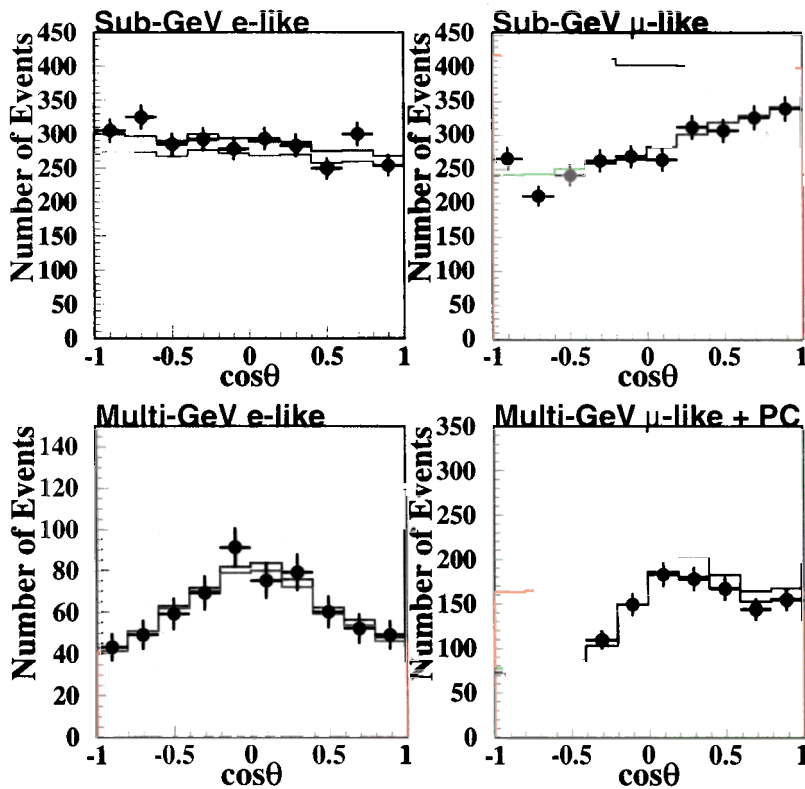 Sub-GeV e-like
Number of Events
450
400
350
300
250
200
150
100
50
0
-1 -0.5 0 0.5 1
cosθ
Sub-GeV μ-like
Number of Events
450
400
350
300
250
200
150
100
50
0
-1 -0.5 0 0.5 1
cosθ
Multi-GeV e-like
Number of Events
140
120
100
80
60
40
20
0
-1 -0.5 0 0.5 1
cosθ
Multi-GeV μ-like + PC
Number of Events
350
300
250
200
150
100
50
0
-1 -0.5 0 0.5 1
cosθ